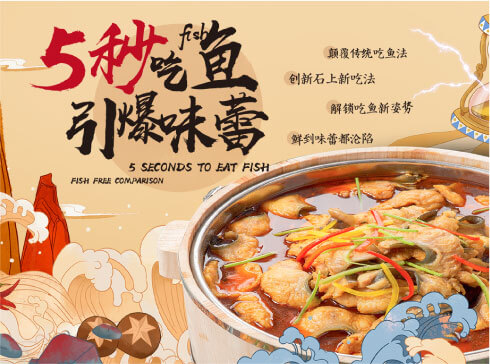 5秒吃鱼
fish
引爆味蕾
5 SECONDS TO EAT FISH
FISH FREE COMPARISON
颠覆传统吃鱼法
创新石上新吃法
解锁吃鱼新姿势
鲜到味蕾都沦陷